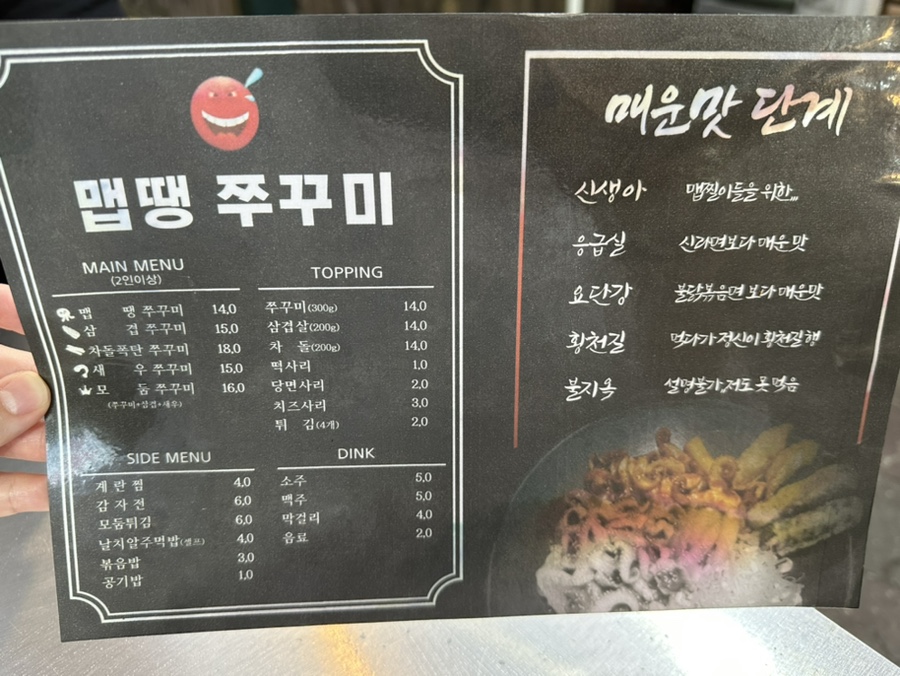 맵땡 쭈꾸미
MAIN MENU
(2인이상)
맵 땡 쭈꾸미 14,0
삼 겹 쭈꾸미 15,0
차돌폭탄 쭈꾸미 18,0
새 우 쭈꾸미 15,0
모 둠 쭈꾸미 16,0
(쭈꾸미+삼겹+새우)
TOPPING
쭈꾸미(300g) 14,0
삼겹살(200g) 14,0
차 돌(200g) 14,0
떡사리 1,0
당면사리 2,0
치즈사리 3,0
튀 김(4개) 2,0
SIDE MENU
계 란 찜 4,0
감 자 전 6,0
모둠튀김 6,0
날치알주먹밥(셀프) 4,0
볶음밥 3,0
공기밥 1,0
DINK
소주 5,0
맥주 5,0
막걸리 4,0
음료 2,0
매운맛 단계
신생아 맵찔이들을 위한,,,
응급실 신라면보다 매운 맛
요단강 불닭볶음면 보다 매운맛
황천길 먹다가 정신이 황천길행
불지옥 설명불가,저도 못 먹음